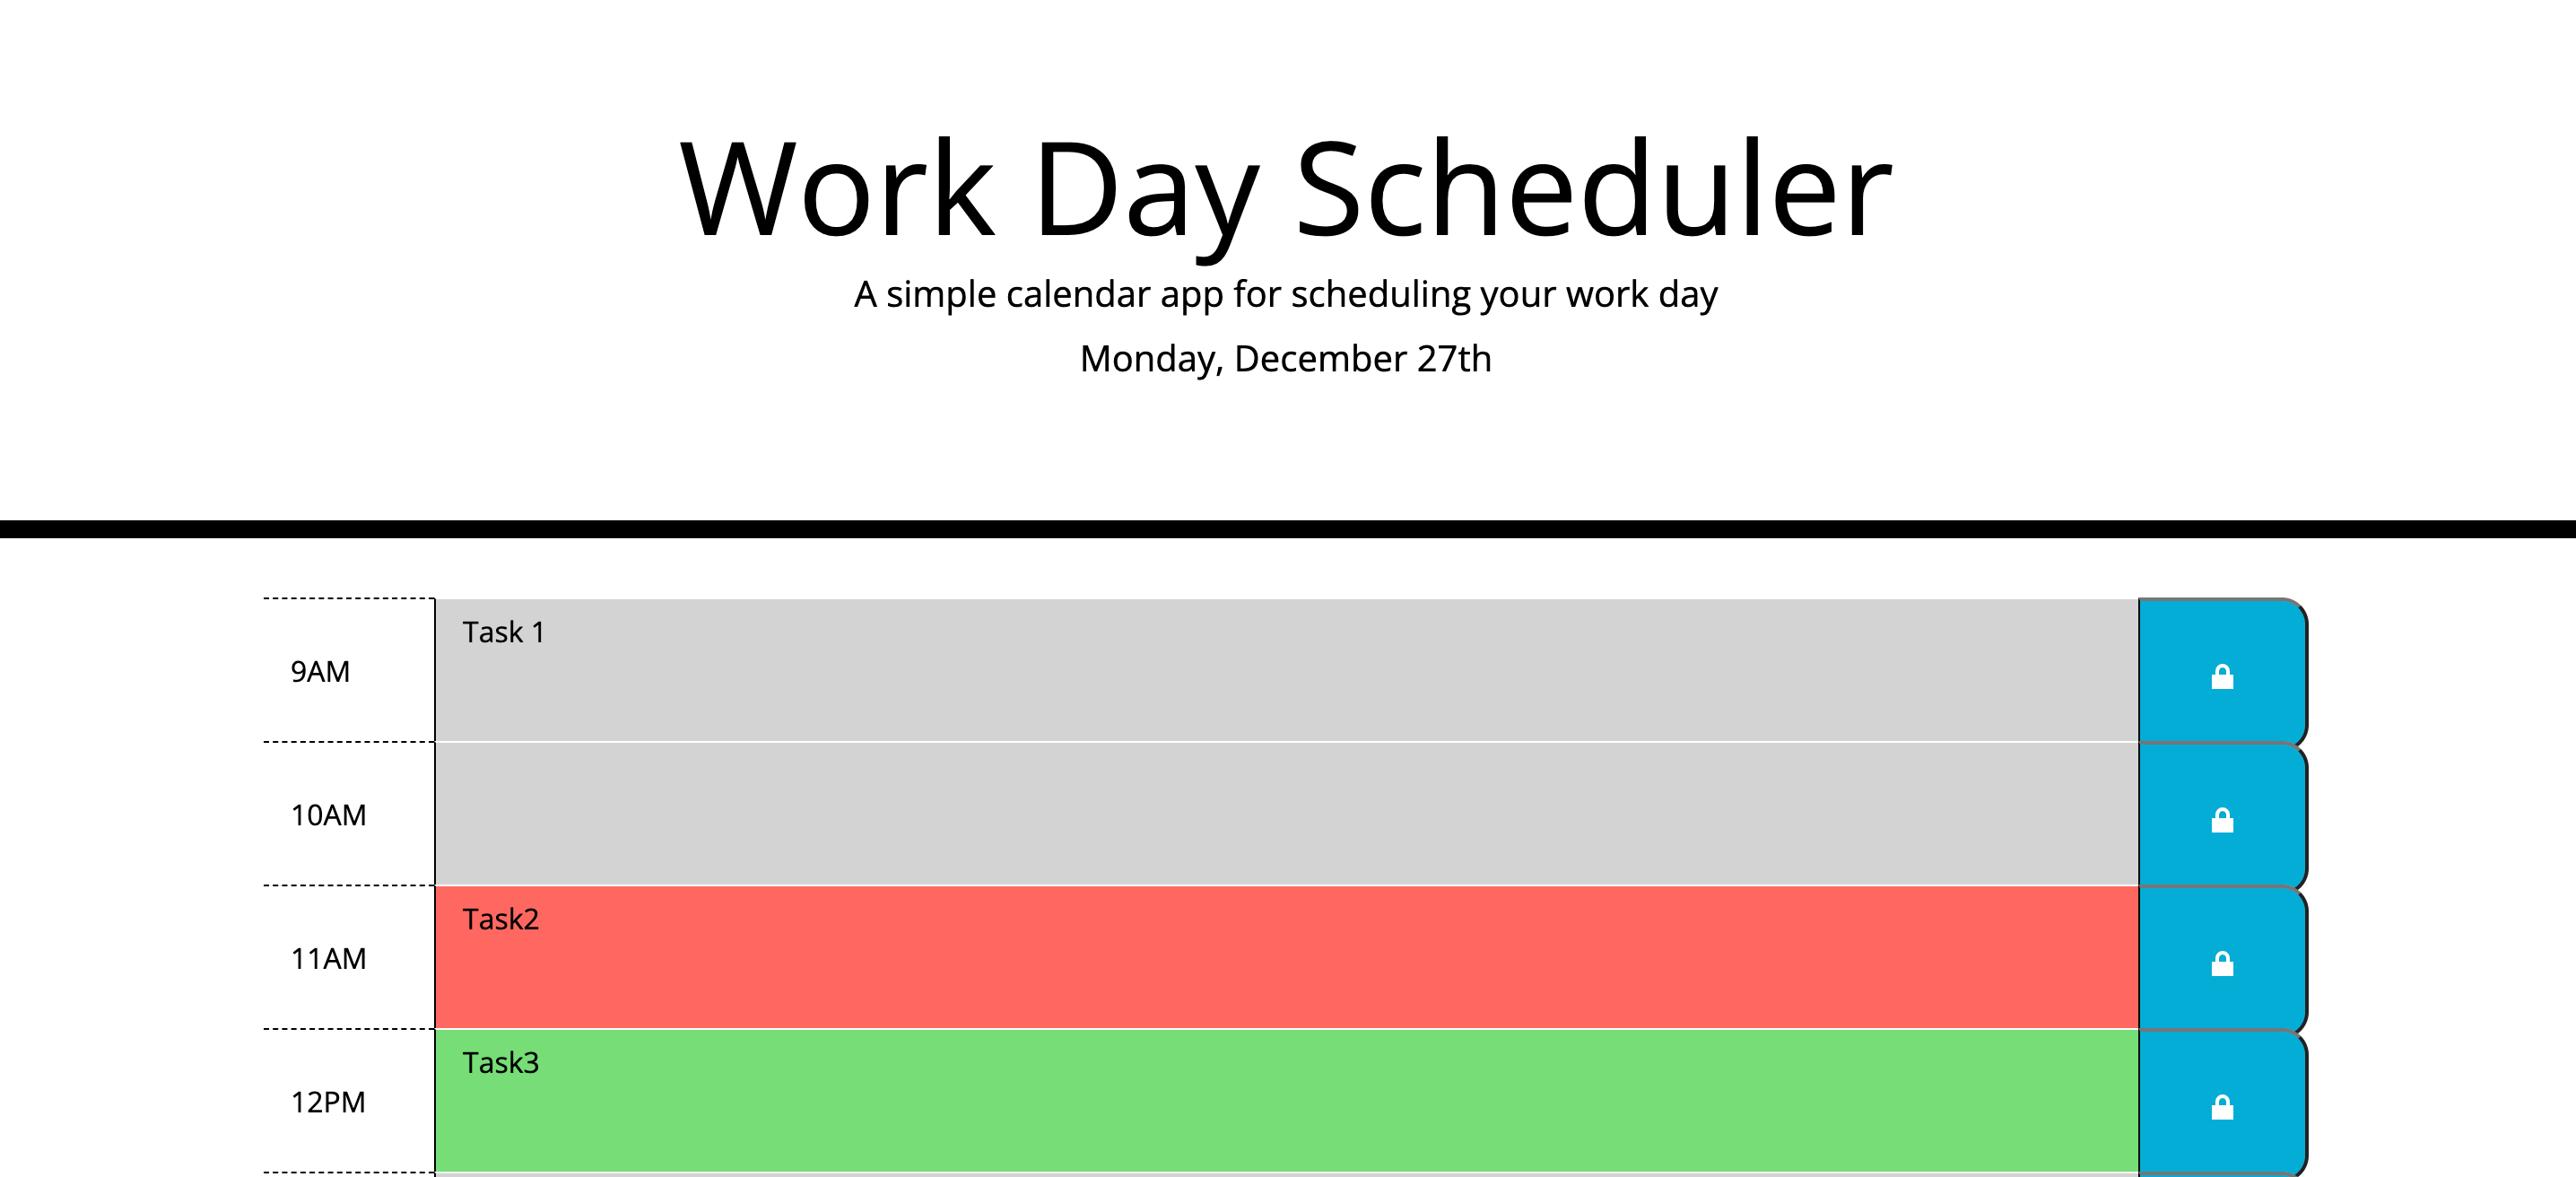 Work Day Scheduler
A simple calendar app for scheduling your work day
Monday, December 27th
Task 1
9AM
10AM
Task2
11AM
Task3
12PM